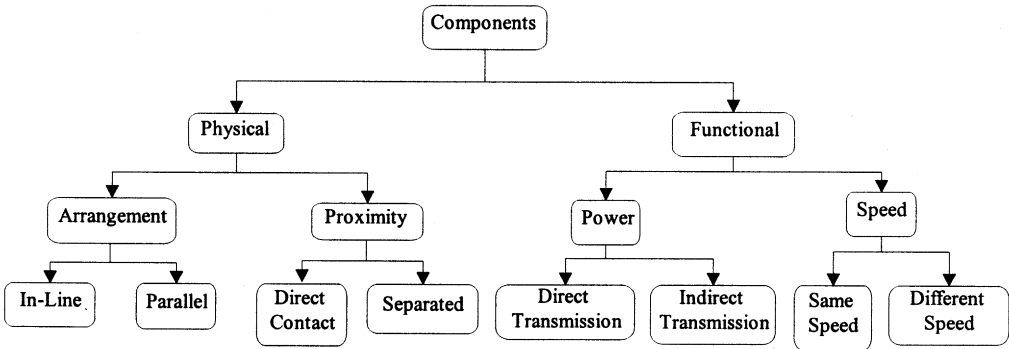 Components
Physical
Functional
Arrangement
Proximity
Power
Speed
In-Line
Parallel
Direct
Contact
Separated
Direct
Transmission
Indirect
Transmission
Same
Speed
Different
Speed